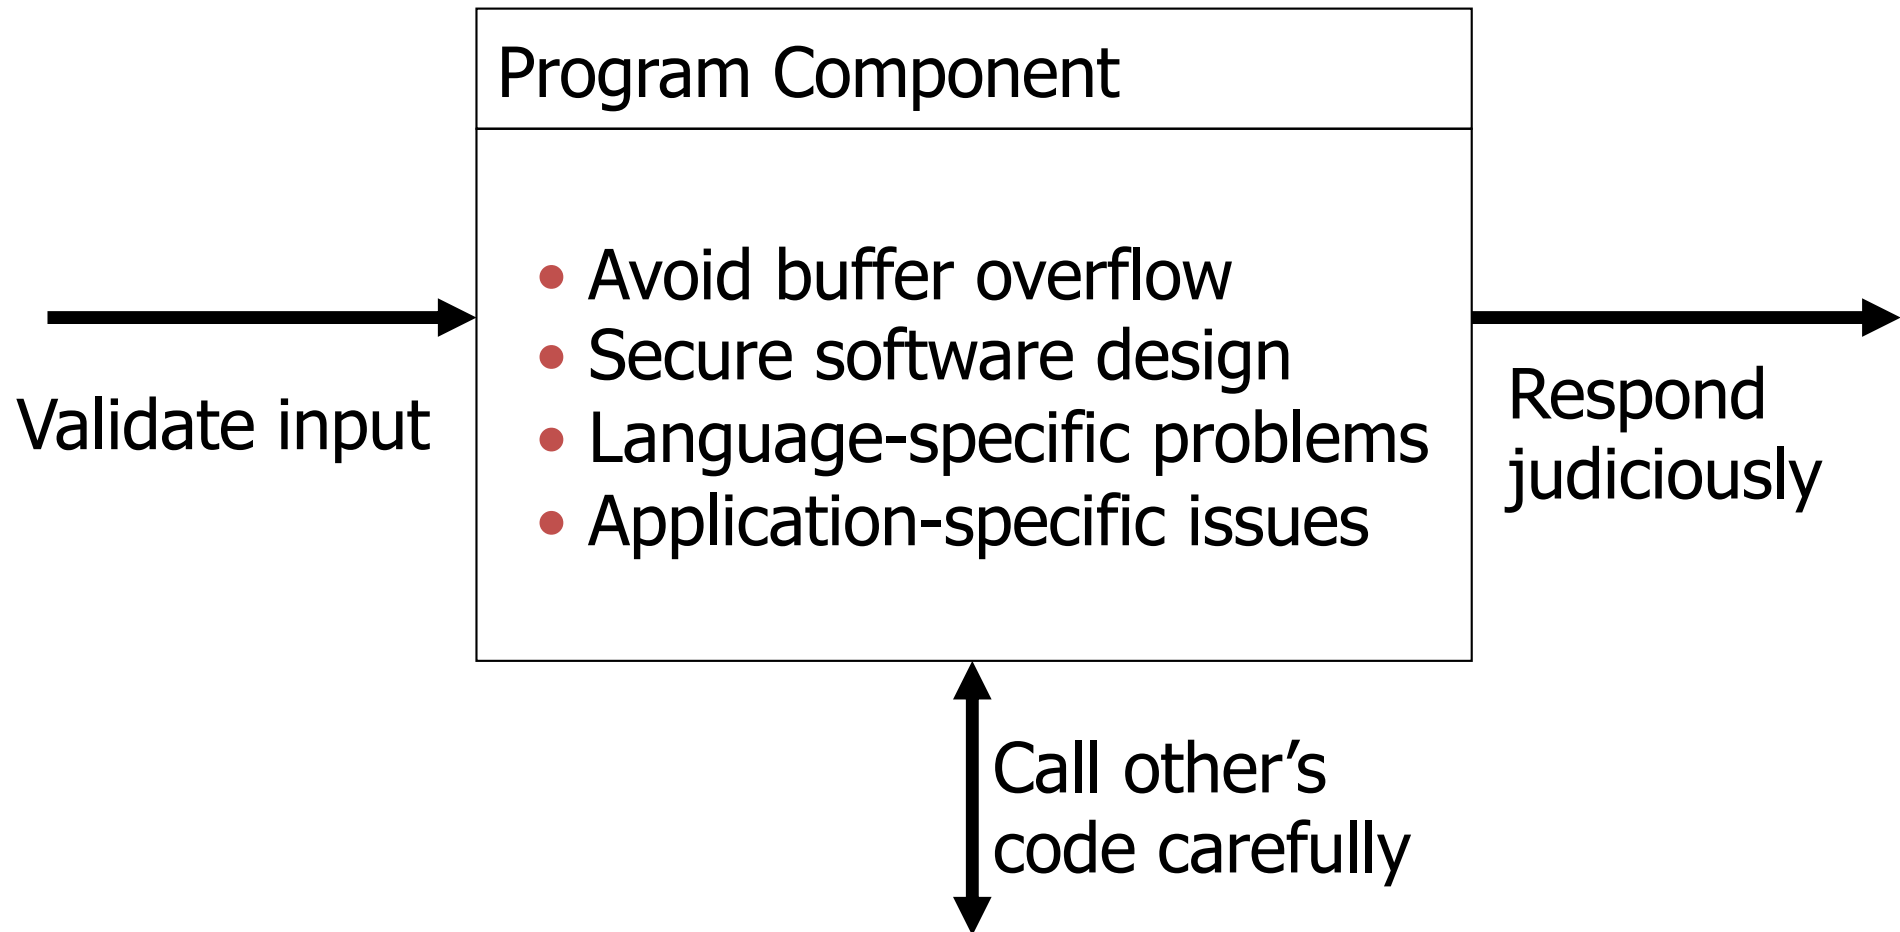 Program Component
• Avoid buffer overflow
• Secure software design
• Language-specific problems
• Application-specific issues
Validate input
Respond
judiciously
Call other’s
code carefully